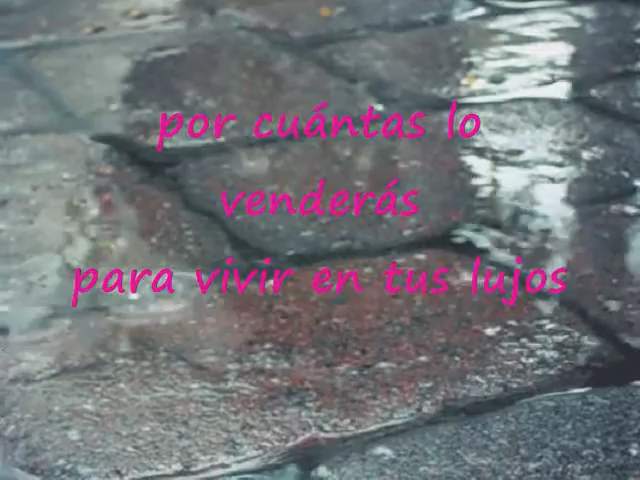 por cuántas lo
venderás
para vivir en tus lujos